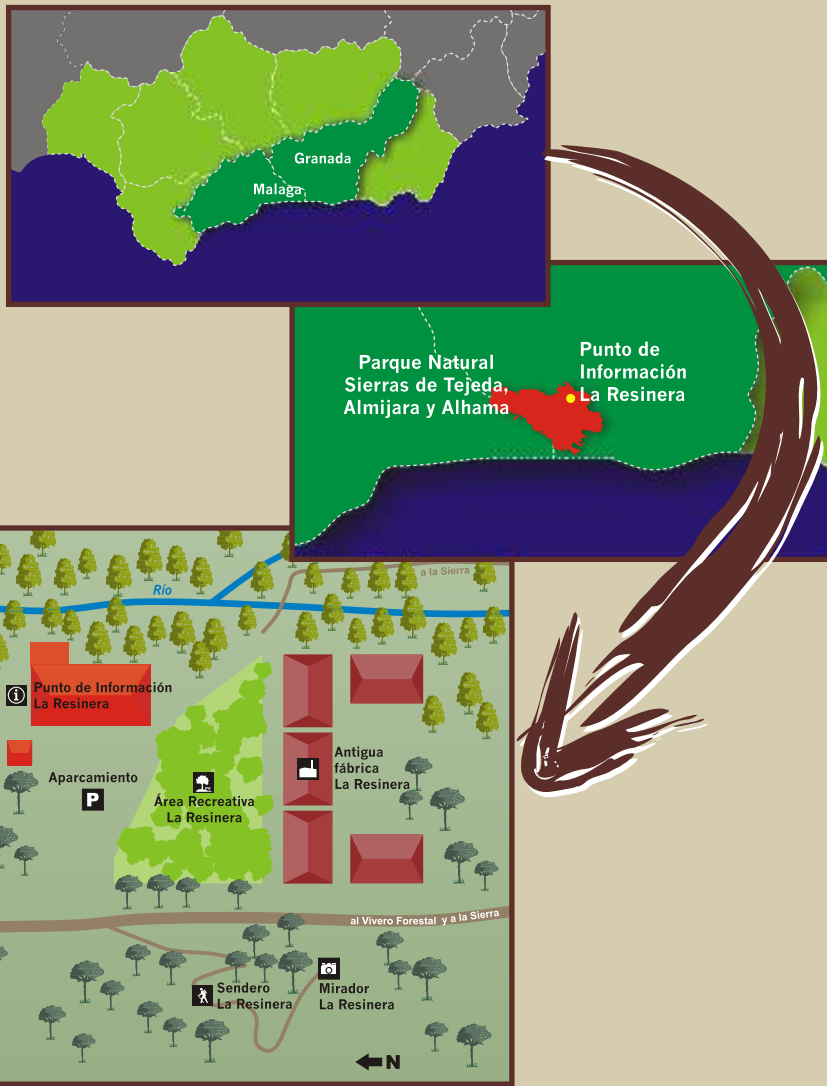 Granada
Malaga
Parque Natural
Sierras de Tejeda,
Almijara y Alhama
Punto de
Información
La Resinera
a la Sierra
Río
Punto de Información
La Resinera
Antigua
fábrica
La Resinera
Aparcamiento
P
Área Recreativa
La Resinera
al Vivero Forestal y a la Sierra
Sendero
La Resinera
Mirador
La Resinera
N